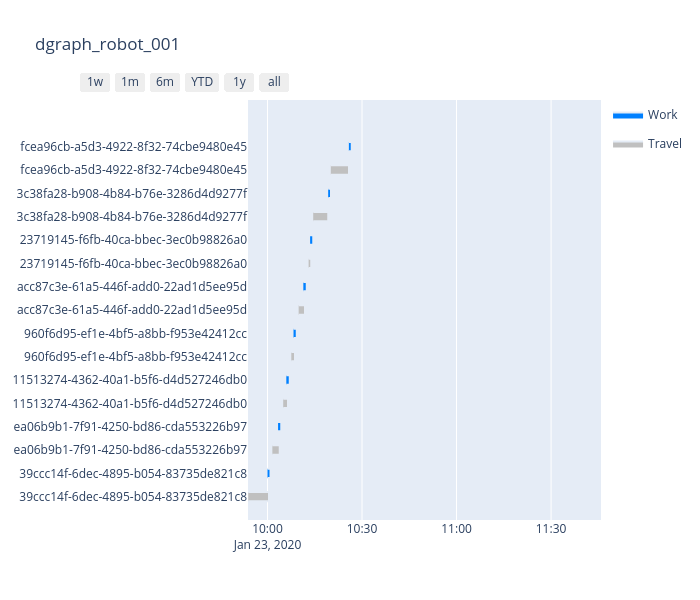 dgraph_robot_001
1w 1m 6m YTD 1y all
Work
Travel
fcea96cb-a5d3-4922-8f32-74cbe9480e45
fcea96cb-a5d3-4922-8f32-74cbe9480e45
3c38fa28-b908-4b84-b76e-3286d4d9277f
3c38fa28-b908-4b84-b76e-3286d4d9277f
23719145-f6fb-40ca-bbec-3ec0b98826a0
23719145-f6fb-40ca-bbec-3ec0b98826a0
acc87c3e-61a5-446f-add0-22ad1d5ee95d
acc87c3e-61a5-446f-add0-22ad1d5ee95d
960f6d95-ef1e-4bf5-a8bb-f953e42412cc
960f6d95-ef1e-4bf5-a8bb-f953e42412cc
11513274-4362-40a1-b5f6-d4d527246db0
11513274-4362-40a1-b5f6-d4d527246db0
ea06b9b1-7f91-4250-bd86-cda553226b97
ea06b9b1-7f91-4250-bd86-cda553226b97
39ccc14f-6dec-4895-b054-83735de821c8
39ccc14f-6dec-4895-b054-83735de821c8
10:00 10:30 11:00 11:30
Jan 23, 2020